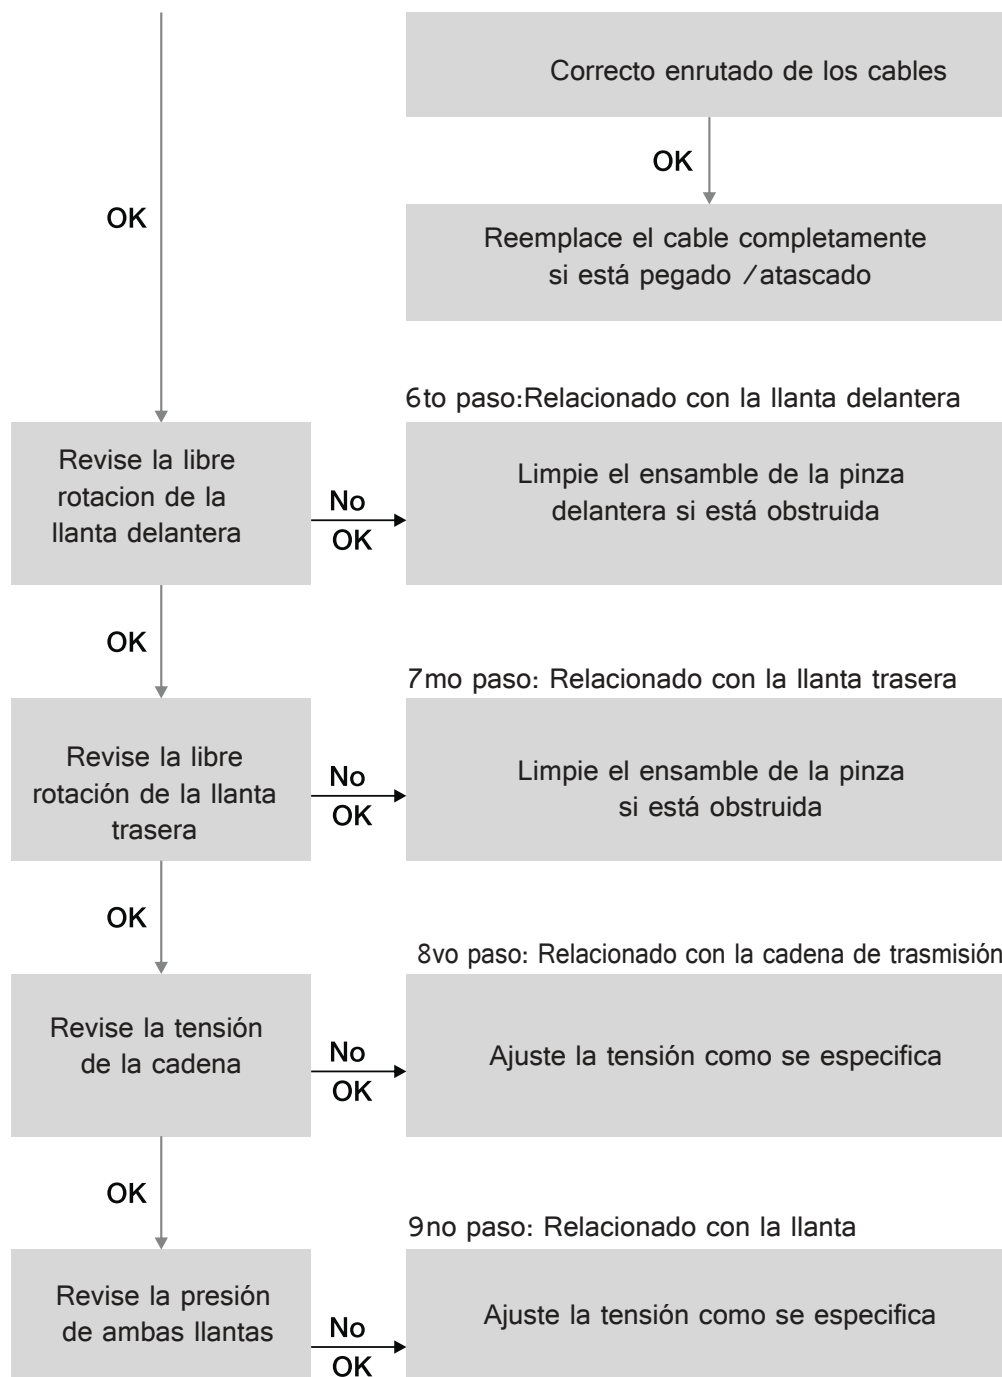 Correcto enrutado de los cables
OK
OK
Reemplace el cable completamente
si está pegado /atascado
6to paso:Relacionado con la llanta delantera
Revise la libre
rotacion de la
llanta delantera
No
OK
Limpie el ensamble de la pinza
delantera si está obstruida
OK
7mo paso: Relacionado con la llanta trasera
Revise la libre
rotación de la llanta
trasera
No
OK
Limpie el ensamble de la pinza
si está obstruida
OK
8vo paso: Relacionado con la cadena de trasmisión
Revise la tensión
de la cadena
No
OK
Ajuste la tensión como se especifica
OK
9no paso: Relacionado con la llanta
Revise la presión
de ambas llantas
No
OK
Ajuste la tensión como se especifica